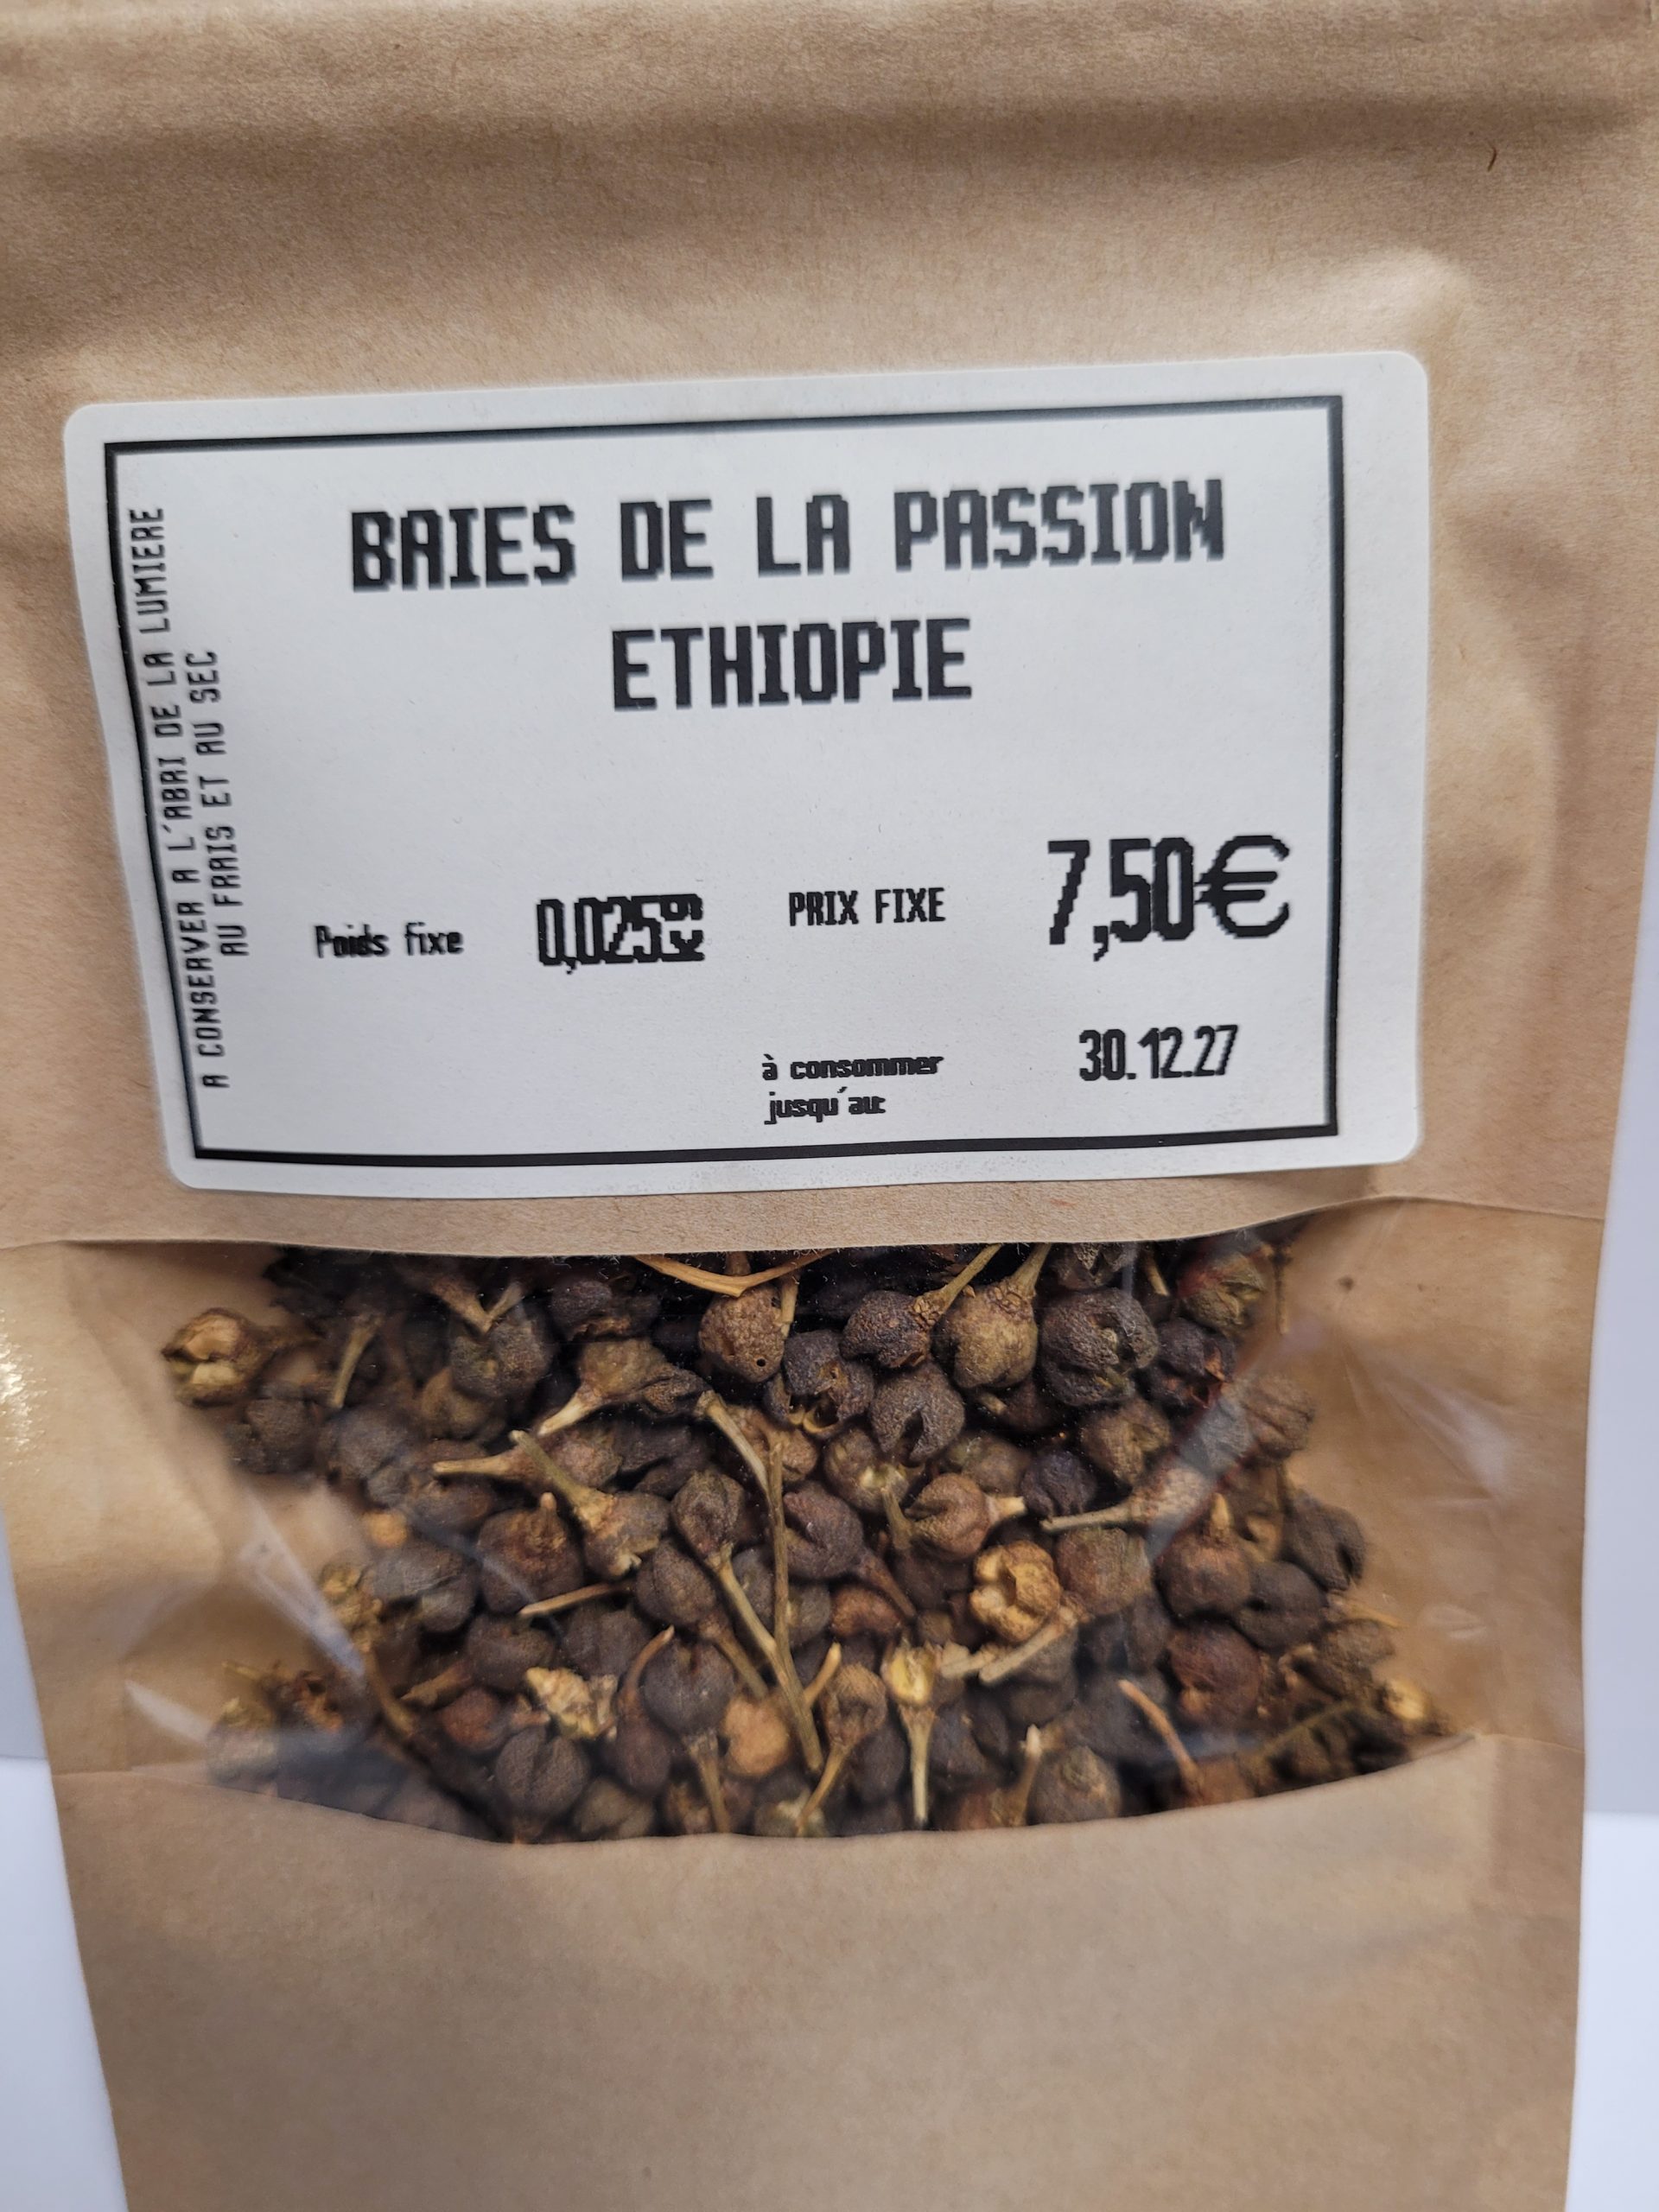 BAIES DE LA PASSION
ETHIOPIE
A CONSERVER A L'ABRI DE LA LUMIERE
AU FRAIS ET AU SEC
Poids fixe 0,025kg PRIX FIXE 7,50€
à consommer 30.12.27
jusqu'au: